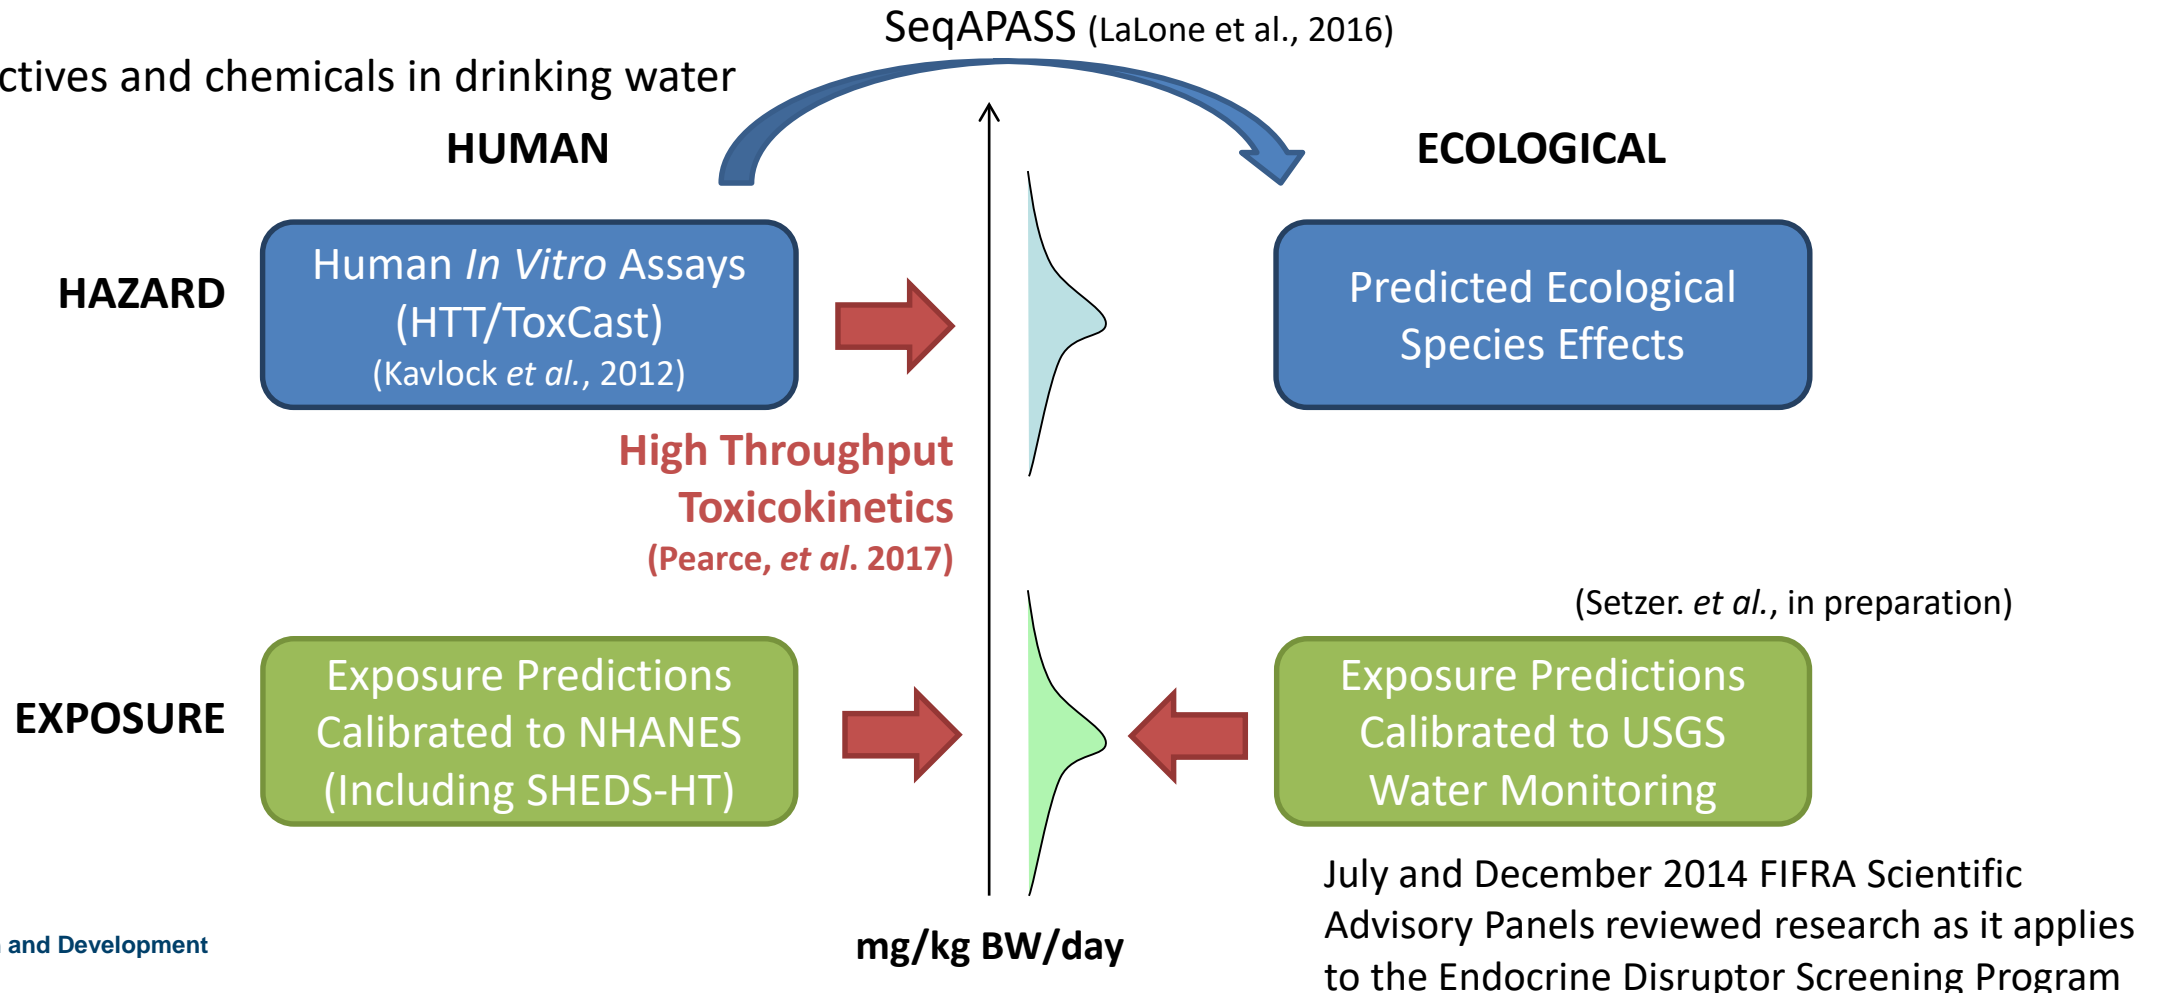 SeqAPASS (LaLone et al., 2016)
ctives and chemicals in drinking water
HUMAN
ECOLOGICAL
HAZARD
Human In Vitro Assays
(HTT/ToxCast)
(Kavlock et al., 2012)
Predicted Ecological
Species Effects
High Throughput
Toxicokinetics
(Pearce, et al. 2017)
(Setzer. et al., in preparation)
EXPOSURE
Exposure Predictions
Calibrated to NHANES
(Including SHEDS-HT)
Exposure Predictions
Calibrated to USGS
Water Monitoring
July and December 2014 FIFRA Scientific
Advisory Panels reviewed research as it applies
to the Endocrine Disruptor Screening Program
mg/kg BW/day
and Development